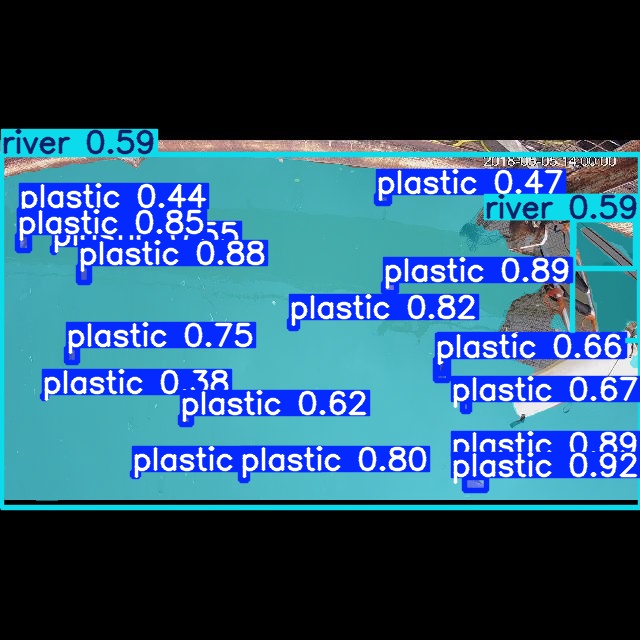 river 0.59
2018-09-05 14:00:00
plastic 0.47
plastic 0.44
river 0.59
plastic 0.85
plastic 0.88
plastic 0.89
plastic 0.82
plastic 0.75
plastic 0.66
plastic 0.38
plastic 0.67
plastic 0.62
plastic 0.89
plastic
plastic 0.80
plastic 0.92